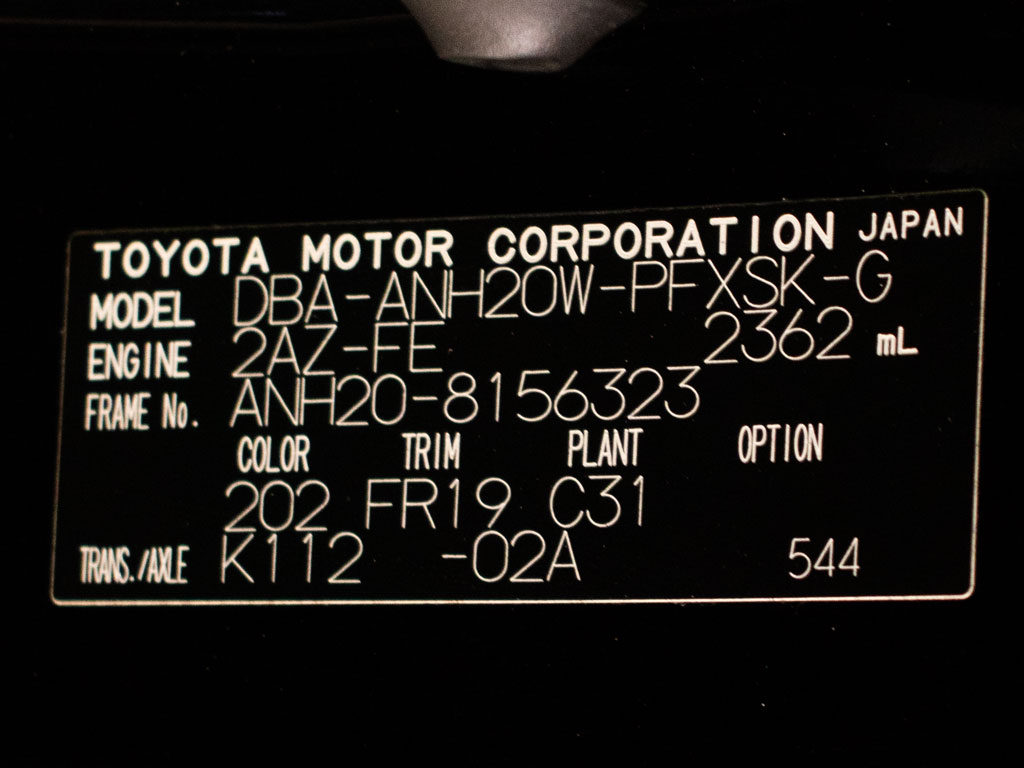 TOYOTA MOTOR CORPORATION JAPAN
MODEL DBA-ANH20W-PFXSK-G
ENGINE 2AZ-FE 2362 mL
FRAME No. ANH20-8156323
COLOR TRIM PLANT OPTION
202 FR19 C31
TRANS./AXLE K112 -02A 544